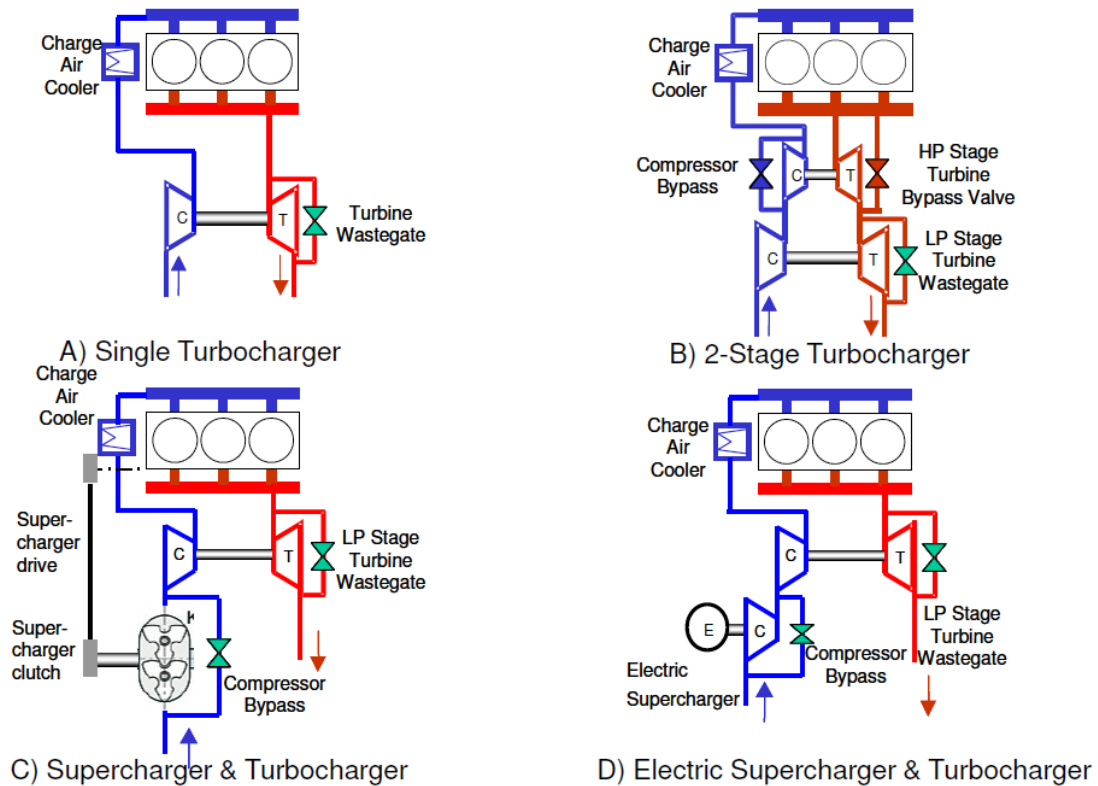 Charge
Air
Cooler
C
T
Turbine
Wastegate
A) Single Turbocharger
Charge
Air
Cooler
Compressor
Bypass
C
T
HP Stage
Turbine
Bypass Valve
C
T
LP Stage
Turbine
Wastegate
B) 2-Stage Turbocharger
Charge
Air
Cooler
Super-
charger
drive
C
T
LP Stage
Turbine
Wastegate
Super-
charger
clutch
Compressor
Bypass
C) Supercharger & Turbocharger
Charge
Air
Cooler
C
T
E
C
LP Stage
Turbine
Wastegate
Compressor
Bypass
Electric
Supercharger
D) Electric Supercharger & Turbocharger